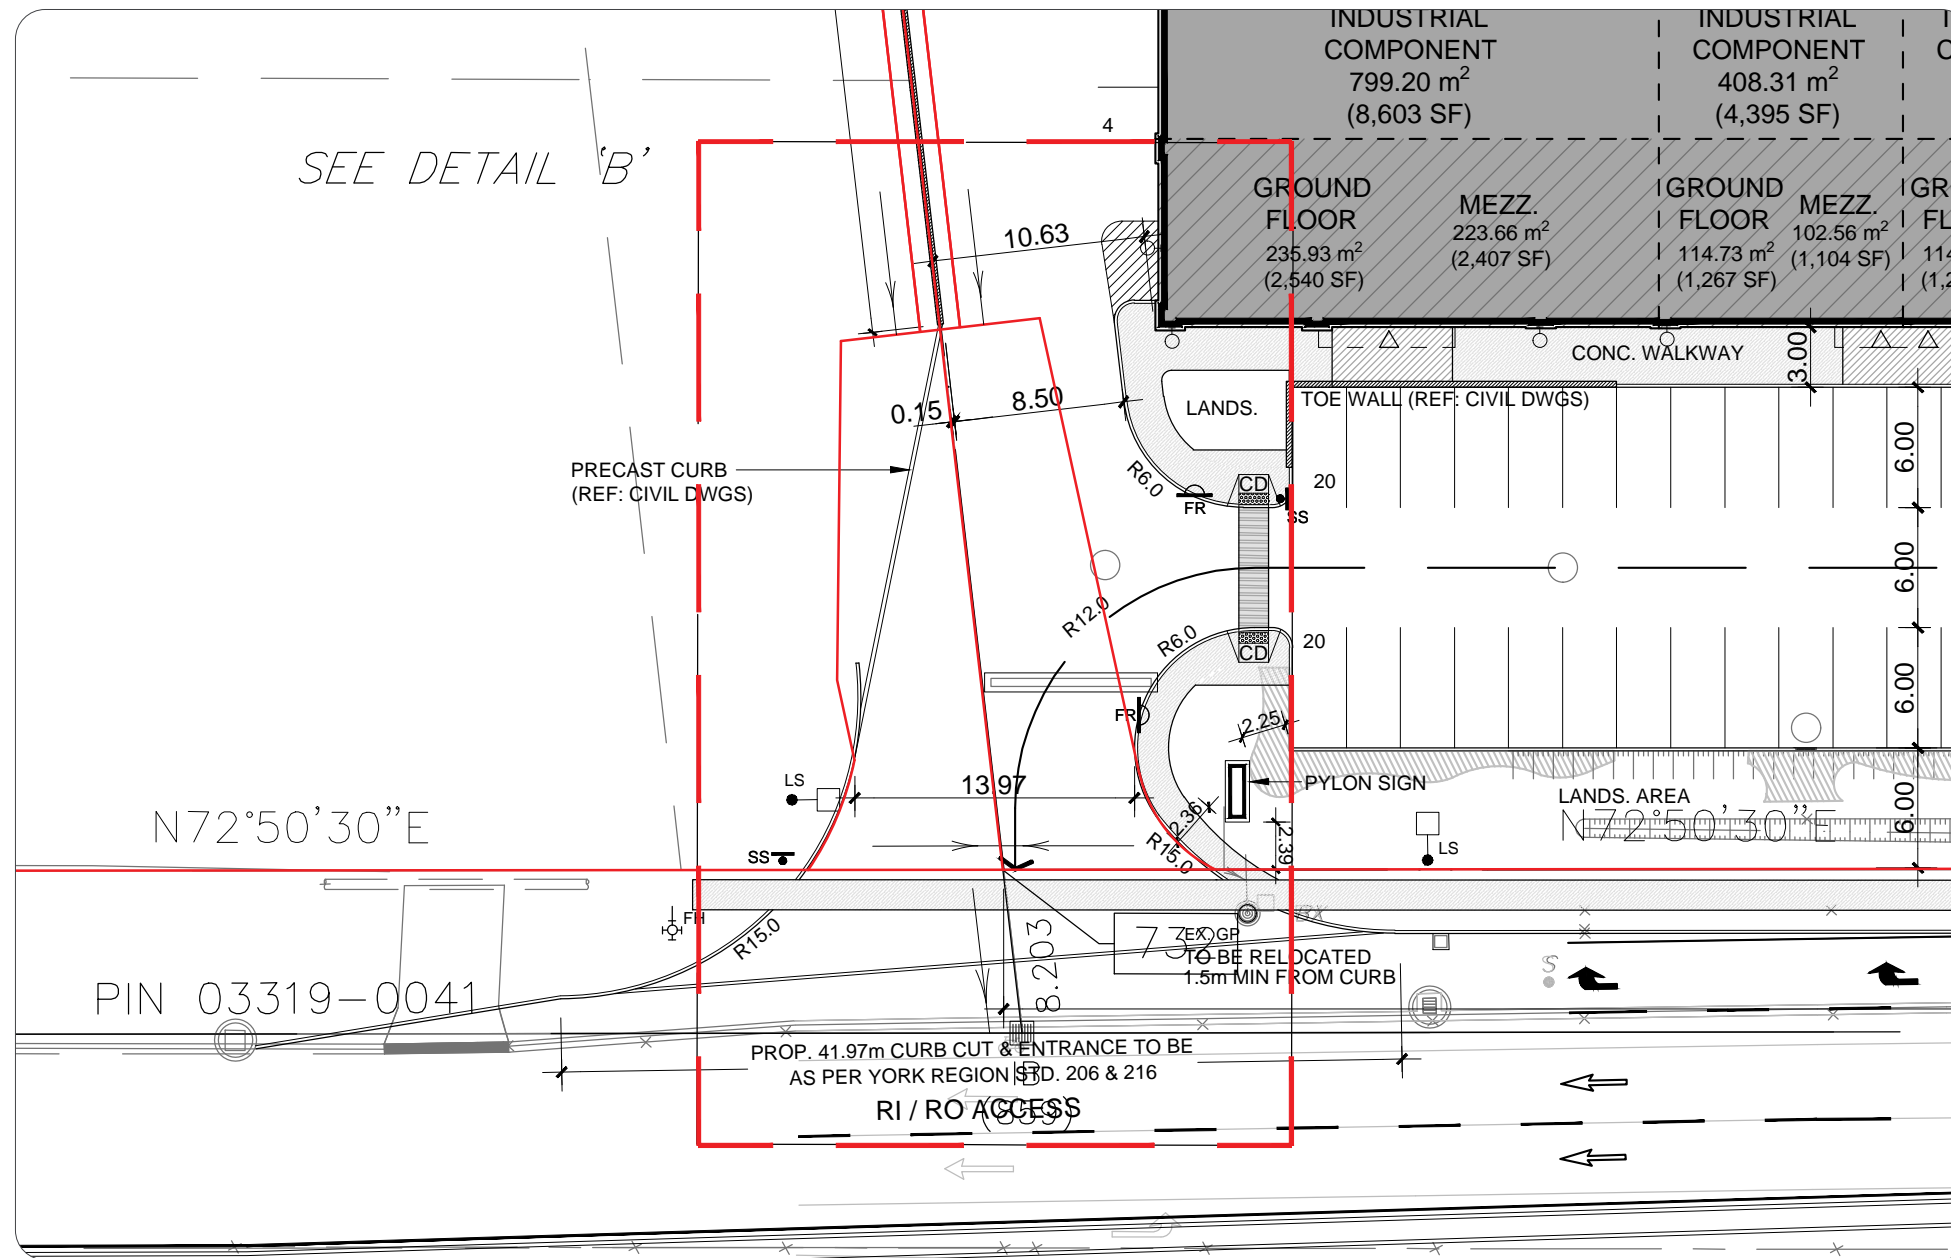 INDUSTRIAL
COMPONENT
799.20 m²
(8,603 SF)
INDUSTRIAL
COMPONENT
408.31 m²
(4,395 SF)
4
SEE DETAIL 'B'
GROUND
FLOOR
235.93 m²
(2,540 SF)
MEZZ.
223.66 m²
(2,407 SF)
GROUND
FLOOR
114.73 m²
(1,267 SF)
MEZZ.
102.56 m²
(1,104 SF)
10.63
CONC. WALKWAY
3.00
0.15
8.50
LANDS.
TOE WALL (REF: CIVIL DWGS)
PRECAST CURB
(REF: CIVIL DWGS)
R6.0
CD
FR
SS
20
6.00
6.00
R12.0
R6.0
CD
20
6.00
FR
2.25
LS
13.97
PYLON SIGN
LANDS. AREA
N72°50'30"E
N72°50'30"E
6.00
2.36
R15.0
2.39
SS
LS
FH
R15.0
8.203
732
EX. GP
TO BE RELOCATED
1.5m MIN FROM CURB
BX
S
PIN 03319-0041
PROP. 41.97m CURB CUT & ENTRANCE TO BE
AS PER YORK REGION STD. 206 & 216
RI / RO ACCESS